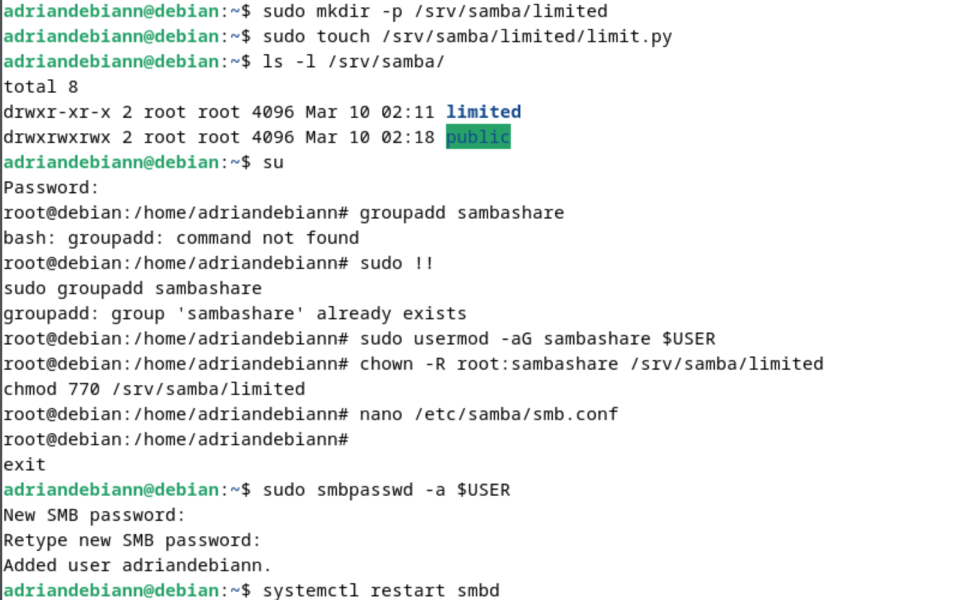 adriandebiann@debian:~$ sudo mkdir -p /srv/samba/limited
adriandebiann@debian:~$ sudo touch /srv/samba/limited/limit.py
adriandebiann@debian:~$ ls -l /srv/samba/
total 8
drwxr-xr-x 2 root root 4096 Mar 10 02:11 limited
drwxrwxrwx 2 root root 4096 Mar 10 02:18 public
adriandebiann@debian:~$ su
Password:
root@debian:/home/adriandebiann# groupadd sambashare
bash: groupadd: command not found
root@debian:/home/adriandebiann# sudo !!
sudo groupadd sambashare
groupadd: group 'sambashare' already exists
root@debian:/home/adriandebiann# sudo usermod -aG sambashare $USER
root@debian:/home/adriandebiann# chown -R root:sambashare /srv/samba/limited
chmod 770 /srv/samba/limited
root@debian:/home/adriandebiann# nano /etc/samba/smb.conf
root@debian:/home/adriandebiann#
exit
adriandebiann@debian:~$ sudo smbpasswd -a $USER
New SMB password:
Retype new SMB password:
Added user adriandebiann.
adriandebiann@debian:~$ systemctl restart smbd